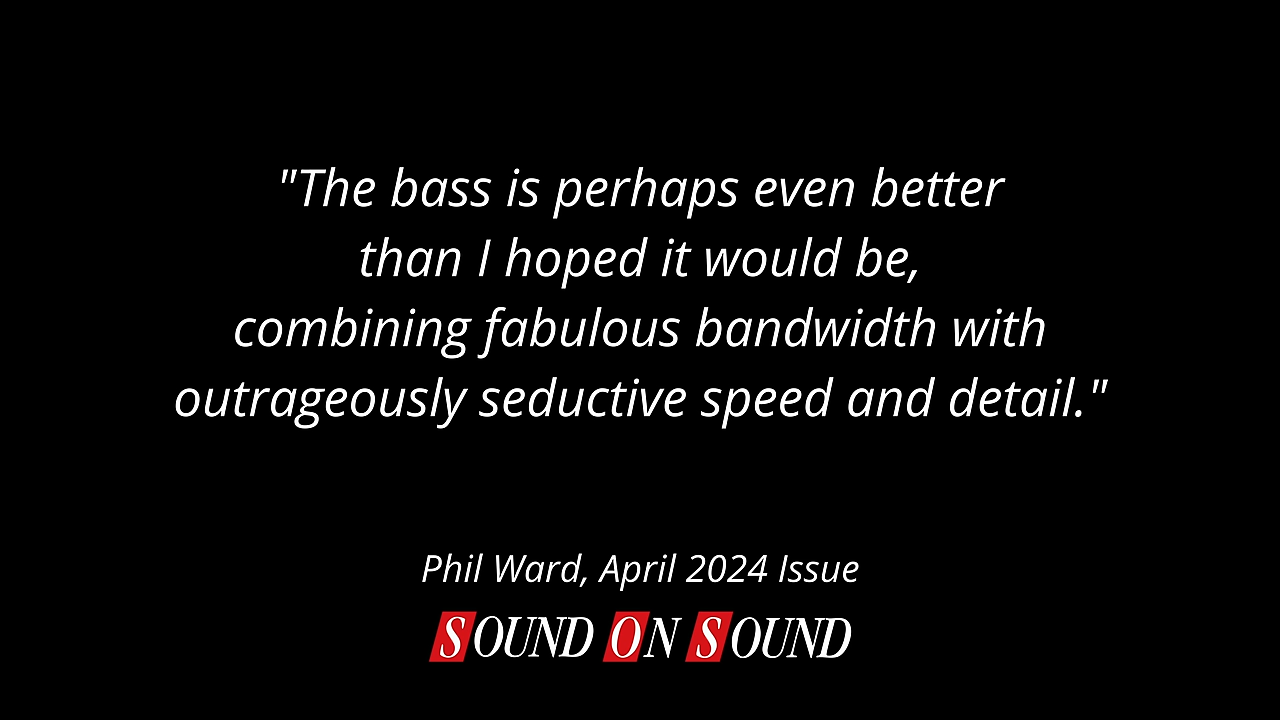 "The bass is perhaps even better
than I hoped it would be,
combining fabulous bandwidth with
outrageously seductive speed and detail."
Phil Ward, April 2024 Issue
SOUND ON SOUND